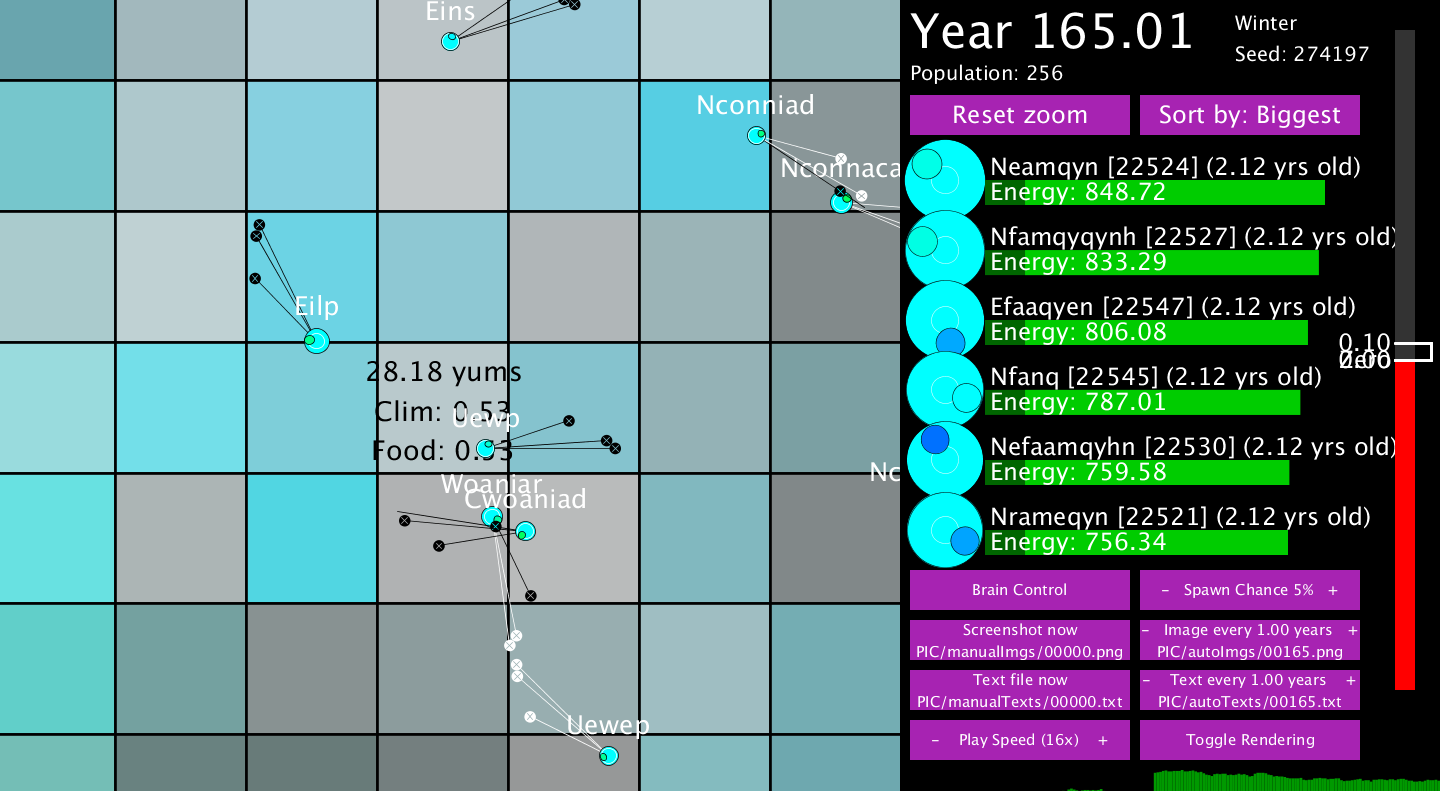 Eins
Nconniad
Nconnaca
Eilp
28.18 yums
Clim: 0.53
Uewp
Food: 0.53
Nc
Woaniar
Cwoaniad
Uewep
Year 165.01
Winter
Seed: 274197
Population: 256
Reset zoom
Sort by: Biggest
Neamqyn [22524] (2.12 yrs old)
Energy: 848.72
Nfamqyqynh [22527] (2.12 yrs old)
Energy: 833.29
Efaaqyen [22547] (2.12 yrs old)
Energy: 806.08
0.10
Zero
Nfanq [22545] (2.12 yrs old)
Energy: 787.01
Nefaamqyhn [22530] (2.12 yrs old)
Energy: 759.58
Nrameqyn [22521] (2.12 yrs old)
Energy: 756.34
Brain Control
- Spawn Chance 5% +
Screenshot now
PIC/manualImgs/00000.png
- Image every 1.00 years +
PIC/autoImgs/00165.png
Text file now
PIC/manualTexts/00000.txt
- Text every 1.00 years +
PIC/autoTexts/00165.txt
- Play Speed (16x) +
Toggle Rendering